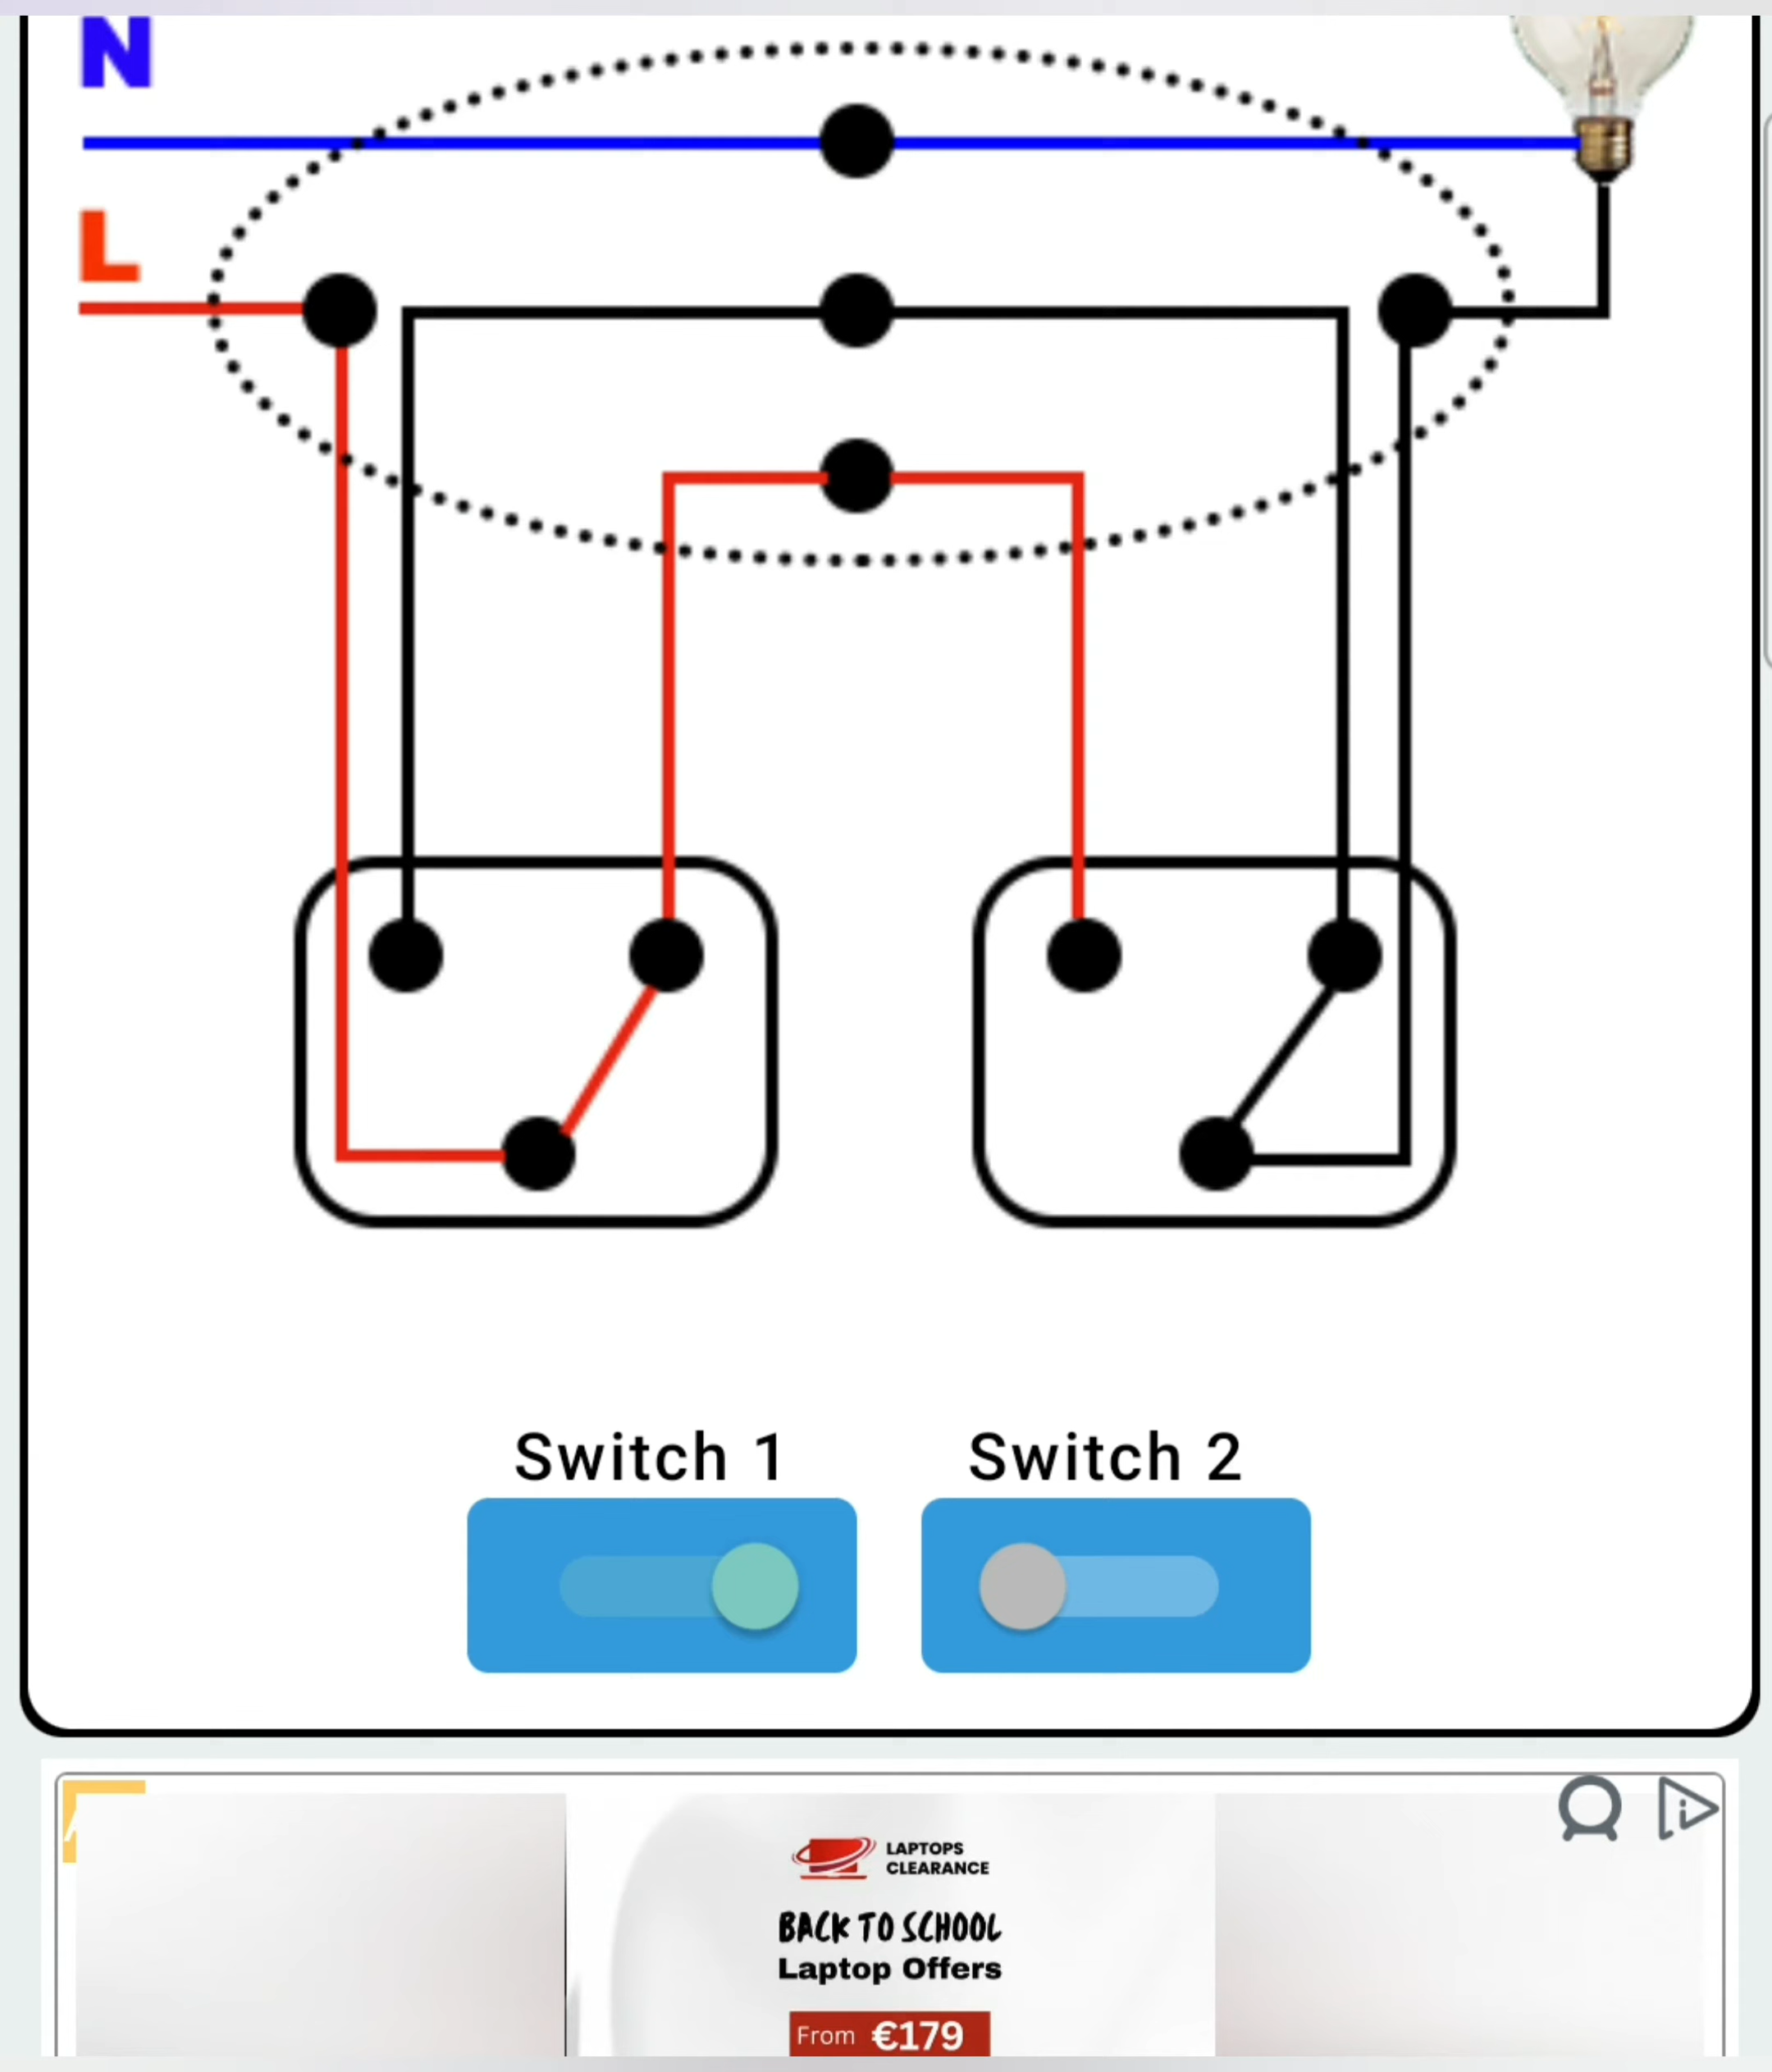 N
L
Switch 1
Switch 2
LAPTOPS
CLEARANCE
BACK TO SCHOOL
Laptop Offers
From €179